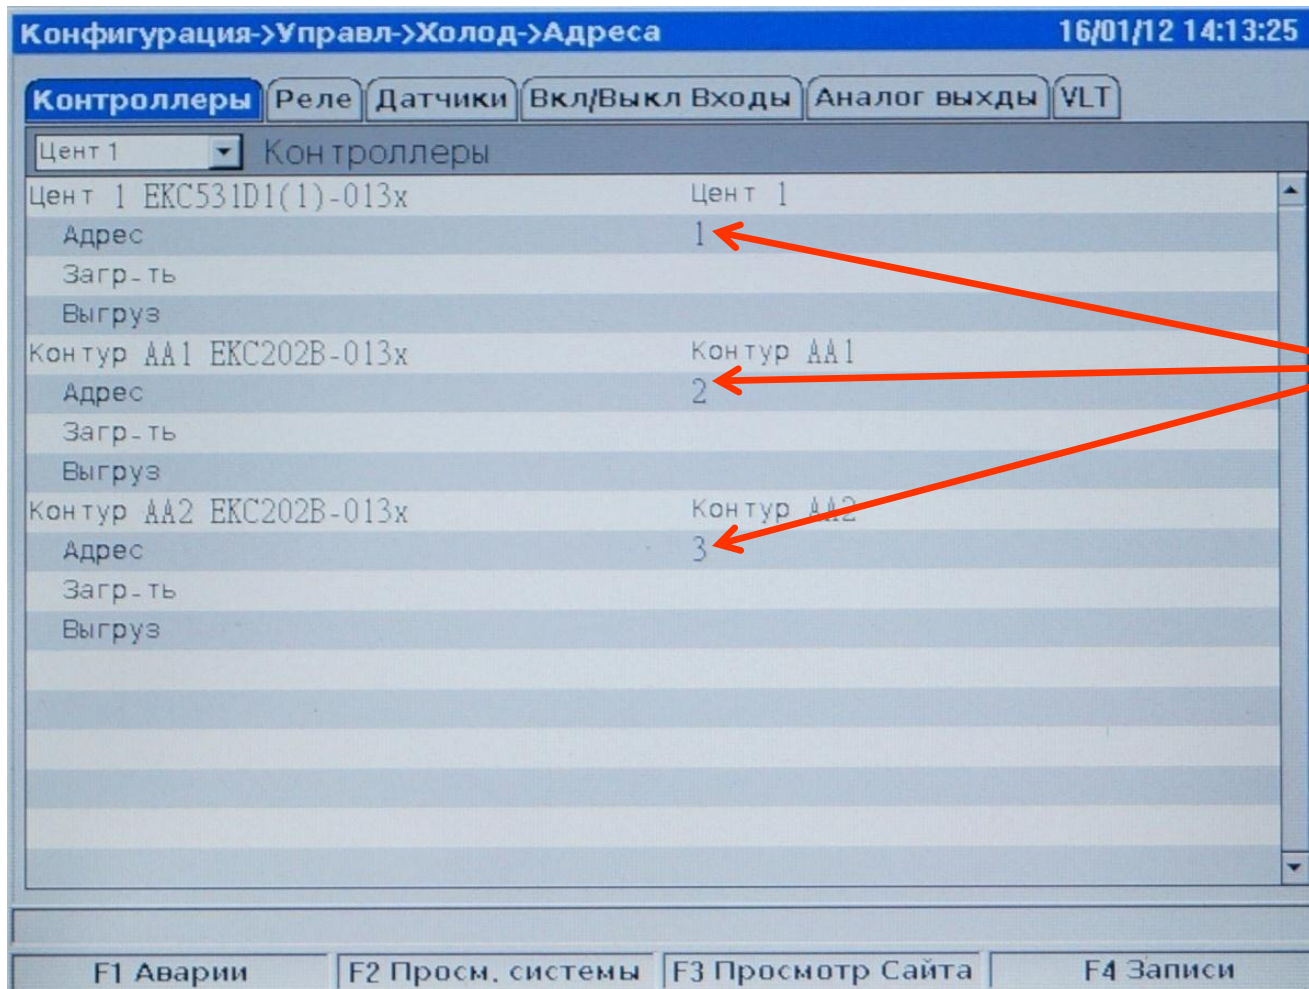 Конфигурация->Управл->Холод->Адреса 16/01/12 14:13:25
Контроллеры Реле Датчики Вкл/Выкл Входы Аналог выхды VLT
Цент 1 Контроллеры
Цент 1 EKC531D1(1)-013x Цент 1
Адрес 1
Загр-ть
Выгруз
Контур AA1 EKC202B-013x Контур AA1
Адрес 2
Загр-ть
Выгруз
Контур AA2 EKC202B-013x Контур AA2
Адрес 3
Загр-ть
Выгруз
F1 Аварии F2 Просм. системы F3 Просмотр Сайта F4 Записи